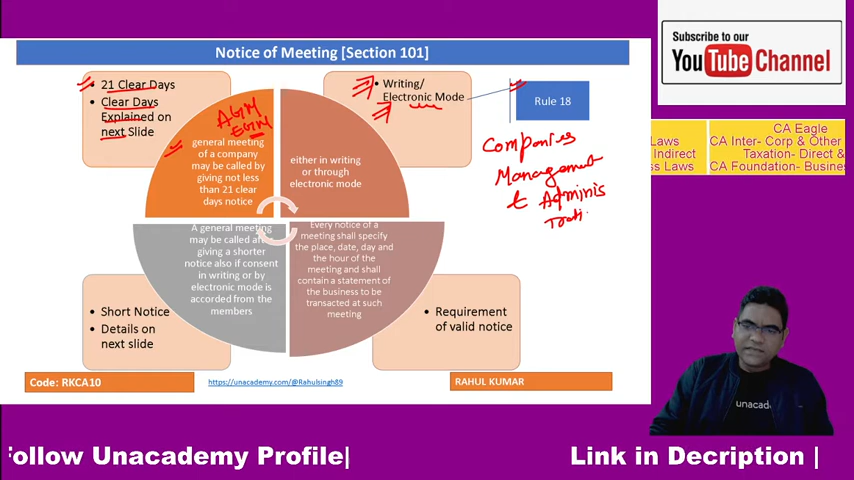 Subscribe to our
YouTube Channel
Notice of Meeting [Section 101]
21 Clear Days
Clear Days
Explained on
next Slide
AGM
EGM
general meeting
of a company
may be called by
giving not less
than 21 clear
days notice
either in writing
or through
electronic mode
Writing/
Electronic Mode
Rule 18
Companies
Management
& Adminis
trati
Laws
Indirect
ss Laws
CA Eagle
CA Inter- Corp & Other
Taxation- Direct &
CA Foundation- Busine
A general meeting
may be called
giving a shorter
notice also if consent
in writing or by
electronic mode is
accorded from the
members
Every notice of a
meeting shall specify
the place, date, day and
the hour of the
meeting and shall
contain a statement of
the business to be
transacted at such
meeting
Short Notice
Details on
next slide
Requirement
of valid notice
Code: RKCA10
https://unacademy.com/@Rahulsingh89
RAHUL KUMAR
unacad
Follow Unacademy Profile|
Link in Decription |